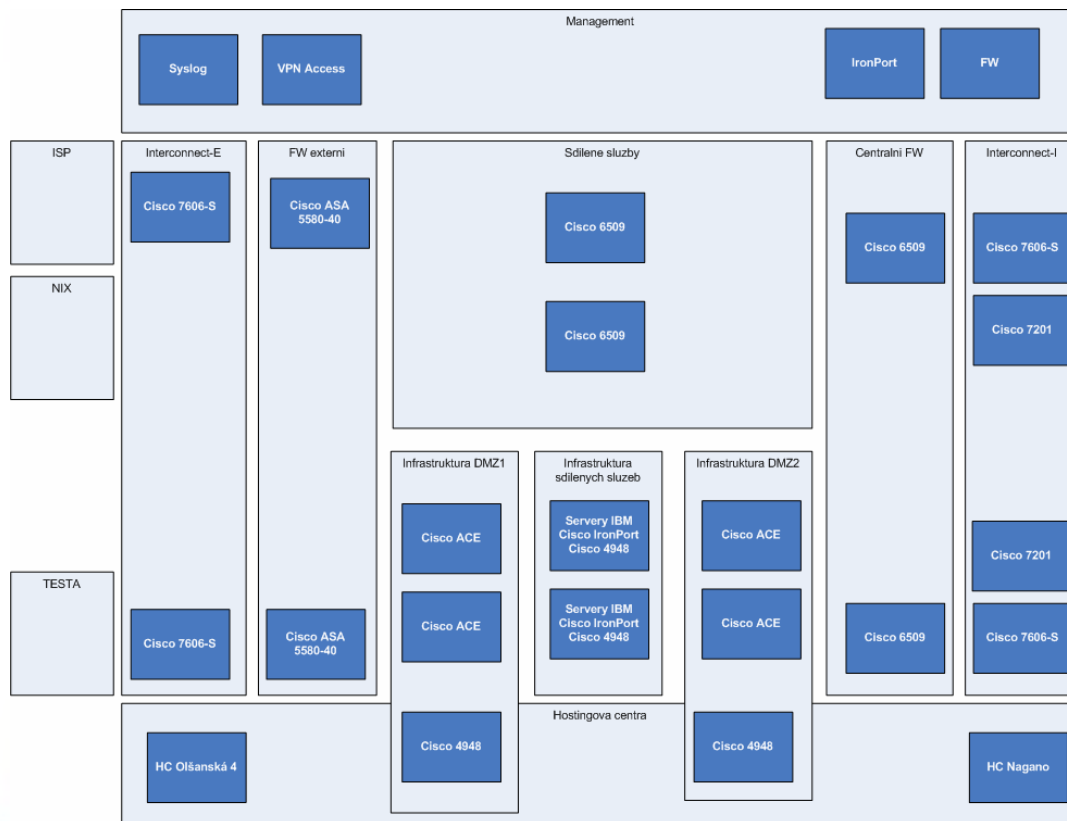 Management
Syslog
VPN Access
IronPort
FW
ISP
Interconnect-E
FW externi
Sdilene sluzby
Centralni FW
Interconnect-I
Cisco 7606-S
Cisco ASA
5580-40
Cisco 6509
Cisco 6509
Cisco 7606-S
NIX
Cisco 6509
Cisco 7201
Infrastruktura DMZ1
Infrastruktura
sdilenych sluzeb
Infrastruktura DMZ2
Cisco ACE
Servery IBM
Cisco IronPort
Cisco 4948
Cisco ACE
Cisco 7201
TESTA
Cisco 7606-S
Cisco ASA
5580-40
Cisco ACE
Servery IBM
Cisco IronPort
Cisco 4948
Cisco ACE
Cisco 6509
Cisco 7606-S
Hostingova centra
HC Olšanská 4
Cisco 4948
Cisco 4948
HC Nagano